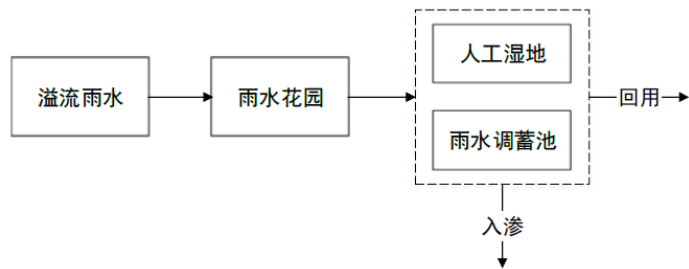 溢流雨水
雨水花园
人工湿地
雨水调蓄池
回用
入渗